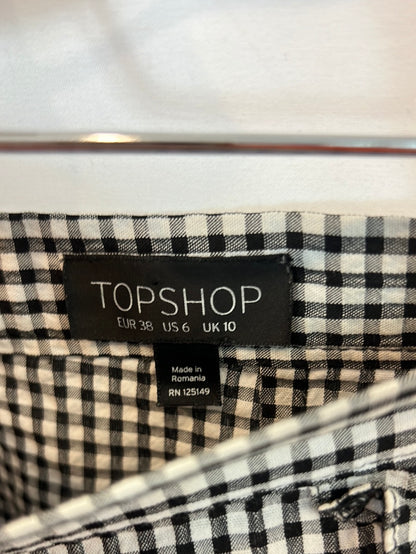 TOPSHOP
EUR 38 US 6 UK 10
Made in
Romania
RN 125149